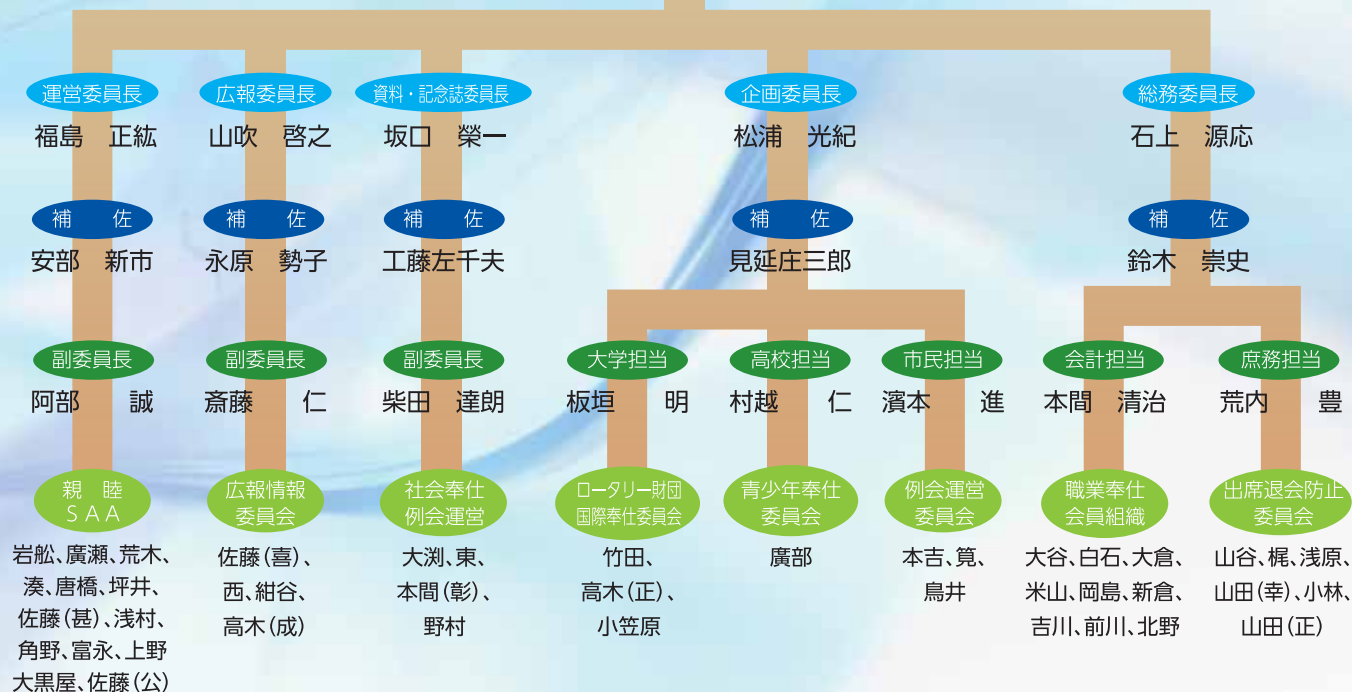 運営委員長
福島 正紘
補 佐
安部 新市
副委員長
阿部 誠
親 睦
SAA
岩舩、廣瀬、荒木、
湊、唐橋、坪井、
佐藤(甚)、浅村、
角野、富永、上野
大黒屋、佐藤(公)
広報委員長
山吹 啓之
補 佐
永原 勢子
副委員長
斎藤 仁
広報情報
委員会
佐藤(喜)、
西、紺谷、
高木(成)
資料・記念誌委員長
坂口 榮一
補 佐
工藤左千夫
副委員長
柴田 達朗
社会奉仕
例会運営
大渕、東、
本間(彰)、
野村
企画委員長
松浦 光紀
補 佐
見延庄三郎
大学担当
板垣 明
ロータリー財団
国際奉仕委員会
竹田、
高木(正)、
小笠原
高校担当
村越 仁
青少年奉仕
委員会
廣部
市民担当
濱本 進
例会運営
委員会
本吉、筧、
鳥井
総務委員長
石上 源応
補 佐
鈴木 崇史
会計担当
本間 清治
職業奉仕
会員組織
大谷、白石、大倉、
米山、岡島、新倉、
吉川、前川、北野
庶務担当
荒内 豊
出席退会防止
委員会
山谷、梶、浅原、
山田(幸)、小林、
山田(正)